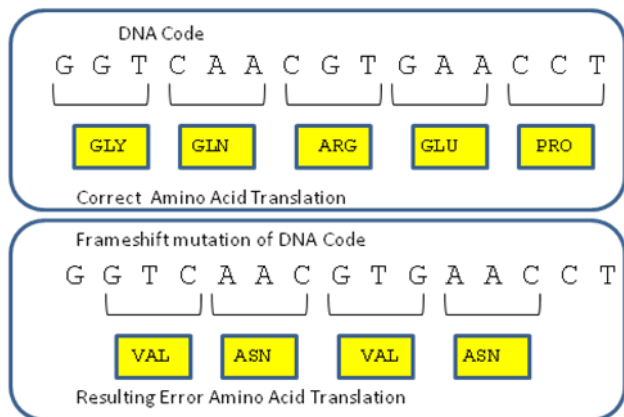 DNA Code
G G T C A A C G T G A A C C T
GLY GLN ARG GLU PRO
Correct Amino Acid Translation
Frameshift mutation of DNA Code
G G T C A A C G T G A A C C T
VAL ASN VAL ASN
Resulting Error Amino Acid Translation